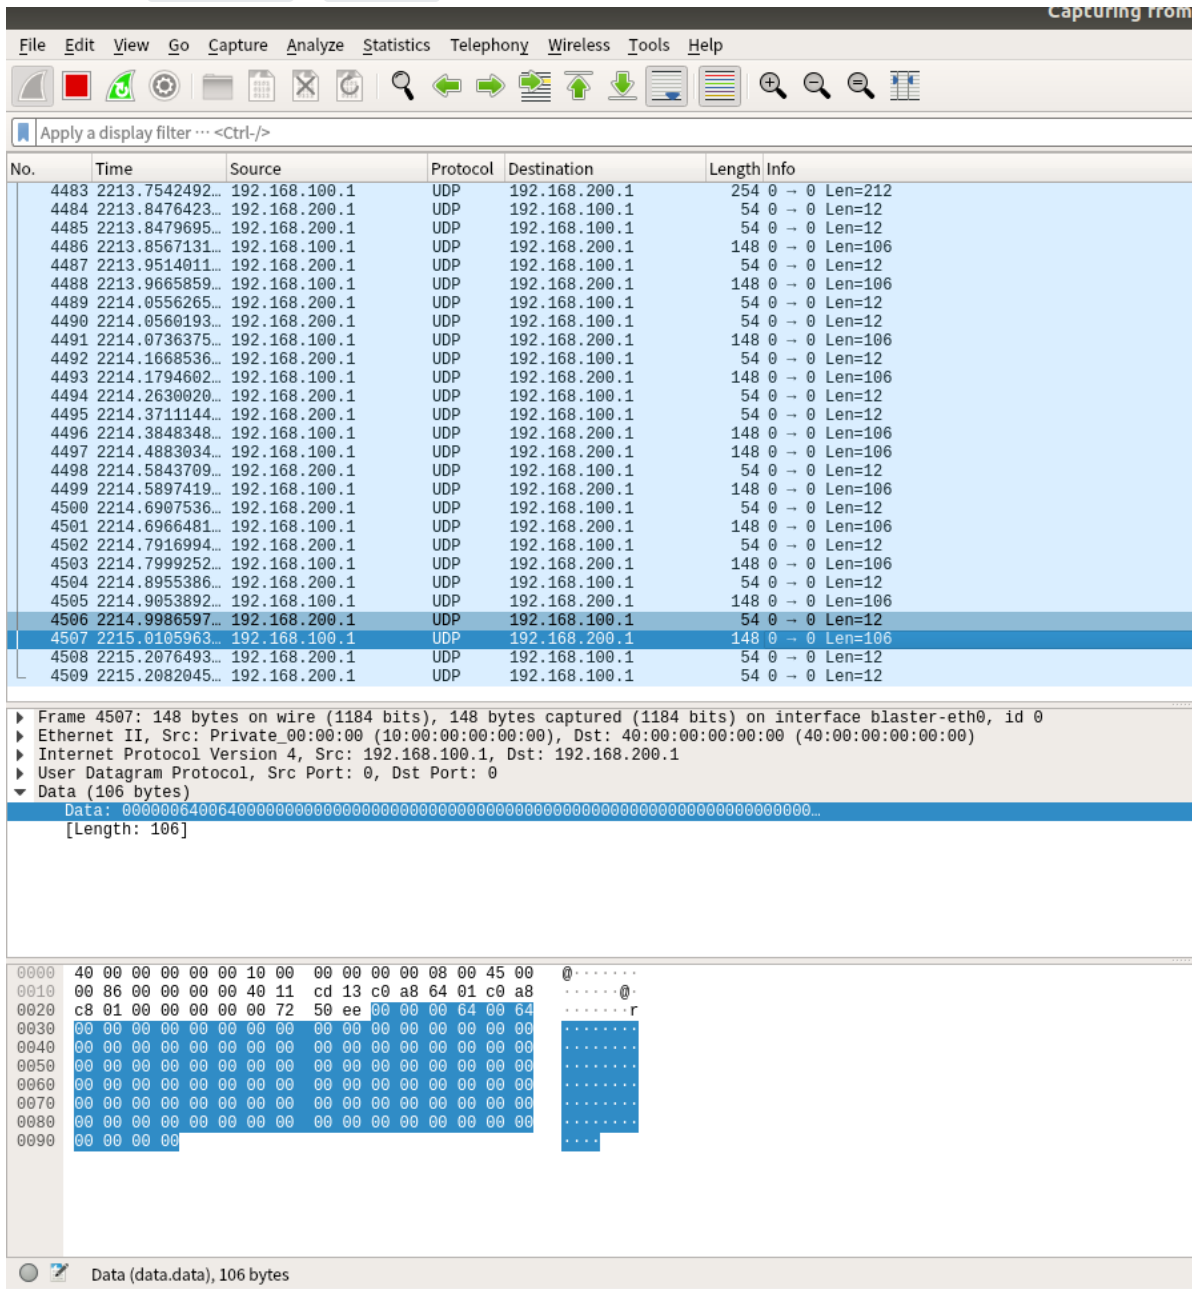 Capturing from
File Edit View Go Capture Analyze Statistics Telephony Wireless Tools Help
Apply a display filter ··· <Ctrl-/>
No. Time Source Protocol Destination Length Info
4483 2213.7542492… 192.168.100.1 UDP 192.168.200.1 254 0 → 0 Len=212
4484 2213.8476423… 192.168.200.1 UDP 192.168.100.1 54 0 → 0 Len=12
4485 2213.8479695… 192.168.200.1 UDP 192.168.100.1 54 0 → 0 Len=12
4486 2213.8567131… 192.168.100.1 UDP 192.168.200.1 148 0 → 0 Len=106
4487 2213.9514011… 192.168.200.1 UDP 192.168.100.1 54 0 → 0 Len=12
4488 2213.9665859… 192.168.100.1 UDP 192.168.200.1 148 0 → 0 Len=106
4489 2214.0556265… 192.168.200.1 UDP 192.168.100.1 54 0 → 0 Len=12
4490 2214.0560193… 192.168.200.1 UDP 192.168.100.1 54 0 → 0 Len=12
4491 2214.0736375… 192.168.100.1 UDP 192.168.200.1 148 0 → 0 Len=106
4492 2214.1668536… 192.168.200.1 UDP 192.168.100.1 54 0 → 0 Len=12
4493 2214.1794602… 192.168.100.1 UDP 192.168.200.1 148 0 → 0 Len=106
4494 2214.2630020… 192.168.200.1 UDP 192.168.100.1 54 0 → 0 Len=12
4495 2214.3711144… 192.168.200.1 UDP 192.168.100.1 54 0 → 0 Len=12
4496 2214.3848348… 192.168.100.1 UDP 192.168.200.1 148 0 → 0 Len=106
4497 2214.4883034… 192.168.100.1 UDP 192.168.200.1 148 0 → 0 Len=106
4498 2214.5843709… 192.168.200.1 UDP 192.168.100.1 54 0 → 0 Len=12
4499 2214.5897419… 192.168.100.1 UDP 192.168.200.1 148 0 → 0 Len=106
4500 2214.6907536… 192.168.200.1 UDP 192.168.100.1 54 0 → 0 Len=12
4501 2214.6966481… 192.168.100.1 UDP 192.168.200.1 148 0 → 0 Len=106
4502 2214.7916994… 192.168.200.1 UDP 192.168.100.1 54 0 → 0 Len=12
4503 2214.7999252… 192.168.100.1 UDP 192.168.200.1 148 0 → 0 Len=106
4504 2214.8955386… 192.168.200.1 UDP 192.168.100.1 54 0 → 0 Len=12
4505 2214.9053892… 192.168.100.1 UDP 192.168.200.1 148 0 → 0 Len=106
4506 2214.9986597… 192.168.200.1 UDP 192.168.100.1 54 0 → 0 Len=12
4507 2215.0105963… 192.168.100.1 UDP 192.168.200.1 148 0 → 0 Len=106
4508 2215.2076493… 192.168.200.1 UDP 192.168.100.1 54 0 → 0 Len=12
4509 2215.2082045… 192.168.200.1 UDP 192.168.100.1 54 0 → 0 Len=12
Frame 4507: 148 bytes on wire (1184 bits), 148 bytes captured (1184 bits) on interface blaster-eth0, id 0
Ethernet II, Src: Private_00:00:00 (10:00:00:00:00:00), Dst: 40:00:00:00:00:00 (40:00:00:00:00:00)
Internet Protocol Version 4, Src: 192.168.100.1, Dst: 192.168.200.1
User Datagram Protocol, Src Port: 0, Dst Port: 0
Data (106 bytes)
Data: 000000640064000000000000000000000000000000000000000000000000000000000000…
[Length: 106]
0000 40 00 00 00 00 00 10 00 00 00 00 00 08 00 45 00 @·······
0010 00 86 00 00 00 00 40 11 cd 13 c0 a8 64 01 c0 a8 ······@·
0020 c8 01 00 00 00 00 00 72 50 ee 00 00 00 64 00 64 ·······r
0030 00 00 00 00 00 00 00 00 00 00 00 00 00 00 00 00 ········
0040 00 00 00 00 00 00 00 00 00 00 00 00 00 00 00 00 ········
0050 00 00 00 00 00 00 00 00 00 00 00 00 00 00 00 00 ········
0060 00 00 00 00 00 00 00 00 00 00 00 00 00 00 00 00 ········
0070 00 00 00 00 00 00 00 00 00 00 00 00 00 00 00 00 ········
0080 00 00 00 00 00 00 00 00 00 00 00 00 00 00 00 00 ········
0090 00 00 00 00 ····
Data (data.data), 106 bytes